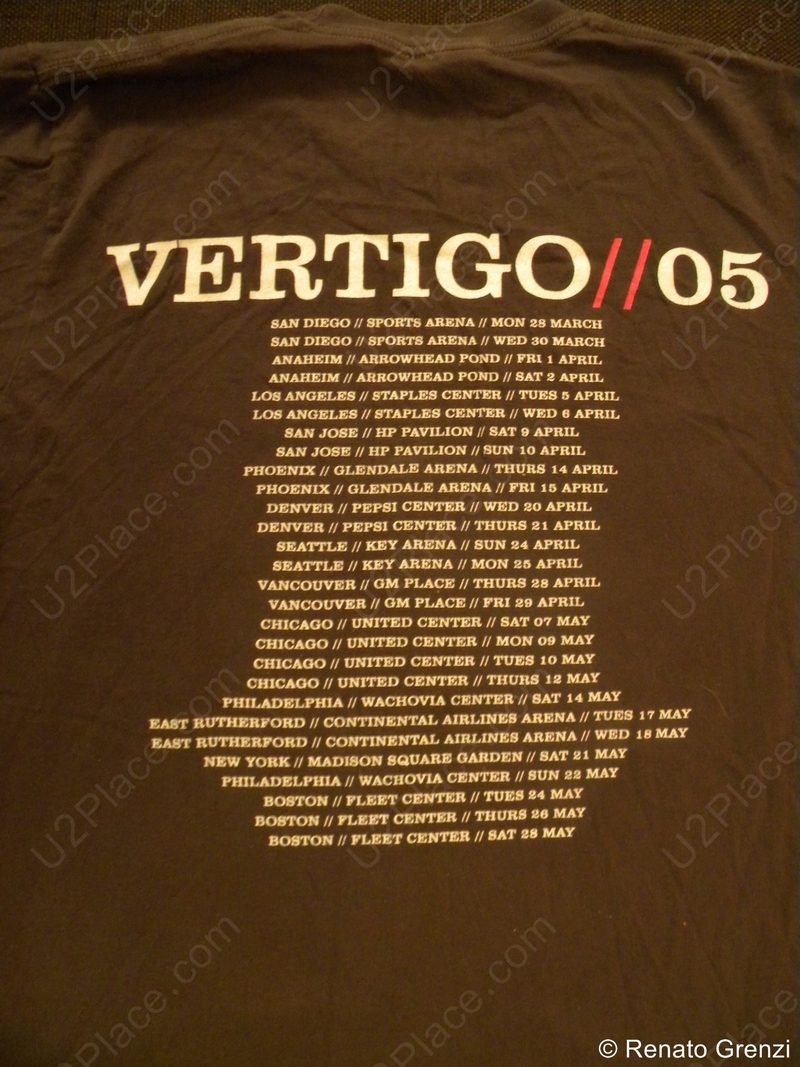 VERTIGO//05
SAN DIEGO // SPORTS ARENA // MON 28 MARCH
SAN DIEGO // SPORTS ARENA // WED 30 MARCH
ANAHEIM // ARROWHEAD POND // FRI 1 APRIL
ANAHEIM // ARROWHEAD POND // SAT 2 APRIL
LOS ANGELES // STAPLES CENTER // TUES 5 APRIL
LOS ANGELES // STAPLES CENTER // WED 6 APRIL
SAN JOSE // HP PAVILION // SAT 9 APRIL
SAN JOSE // HP PAVILION // SUN 10 APRIL
PHOENIX // GLENDALE ARENA // THURS 14 APRIL
PHOENIX // GLENDALE ARENA // FRI 15 APRIL
DENVER // PEPSI CENTER // WED 20 APRIL
DENVER // PEPSI CENTER // THURS 21 APRIL
SEATTLE // KEY ARENA // SUN 24 APRIL
SEATTLE // KEY ARENA // MON 25 APRIL
VANCOUVER // GM PLACE // THURS 28 APRIL
VANCOUVER // GM PLACE // FRI 29 APRIL
CHICAGO // UNITED CENTER // SAT 07 MAY
CHICAGO // UNITED CENTER // MON 09 MAY
CHICAGO // UNITED CENTER // TUES 10 MAY
CHICAGO // UNITED CENTER // THURS 12 MAY
PHILADELPHIA // WACHOVIA CENTER // SAT 14 MAY
EAST RUTHERFORD // CONTINENTAL AIRLINES ARENA // TUES 17 MAY
EAST RUTHERFORD // CONTINENTAL AIRLINES ARENA // WED 18 MAY
NEW YORK // MADISON SQUARE GARDEN // SAT 21 MAY
PHILADELPHIA // WACHOVIA CENTER // SUN 22 MAY
BOSTON // FLEET CENTER // TUES 24 MAY
BOSTON // FLEET CENTER // THURS 26 MAY
BOSTON // FLEET CENTER // SAT 28 MAY
U2Place.com
© Renato Grenzi